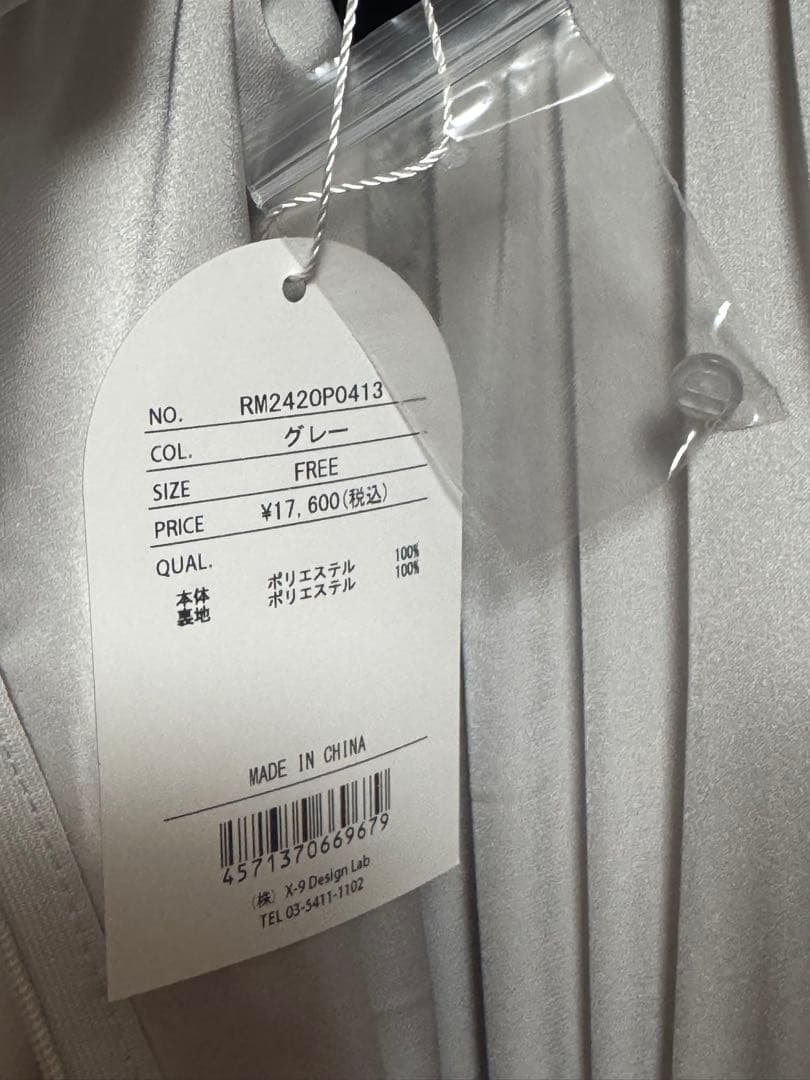 NO. RM2420P0413
COL. グレー
SIZE FREE
PRICE ¥17,600(税込)
QUAL.
本体 ポリエステル 100%
裏地 ポリエステル 100%
MADE IN CHINA
4571370669679
(株) X-9 Design Lab
TEL 03-5411-1102